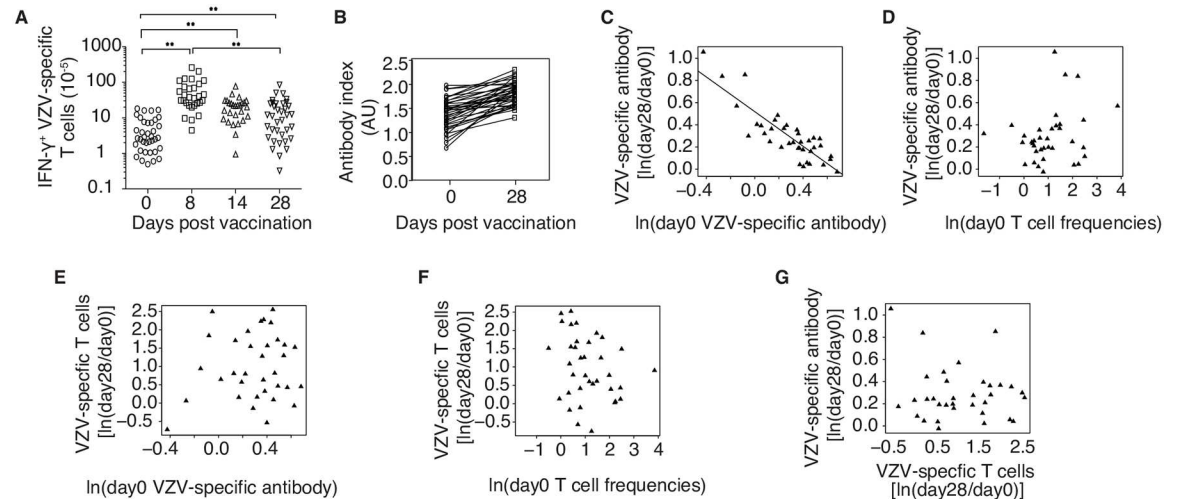 A
IFN-γ⁺ VZV-specific
T cells (10⁻⁵)
**
**
**
**
1000
100
10
1
0.1
0 8 14 28
Days post vaccination
B
Antibody index
(AU)
2.5
2.0
1.5
1.0
0.5
0.0
0 28
Days post vaccination
C
VZV-specific antibody
[ln(day28/day0)]
1.0
0.8
0.6
0.4
0.2
0.0
−0.4 0.0 0.4
ln(day0 VZV-specific antibody)
D
VZV-specific antibody
[ln(day28/day0)]
1.0
0.8
0.6
0.4
0.2
0.0
−1 0 1 2 3 4
ln(day0 T cell frequencies)
E
VZV-specfic T cells
[ln(day28/day0)]
2.5
2.0
1.5
1.0
0.5
0.0
−0.5
−0.4 0.0 0.4
ln(day0 VZV-specific antibody)
F
VZV-specfic T cells
[ln(day28/day0)]
2.5
2.0
1.5
1.0
0.5
0.0
−0.5
−1 0 1 2 3 4
ln(day0 T cell frequencies)
G
VZV-specific antibody
[ln(day28/day0)]
1.0
0.8
0.6
0.4
0.2
0.0
−0.5 0.5 1.5 2.5
VZV-specfic T cells
[ln(day28/day0)]